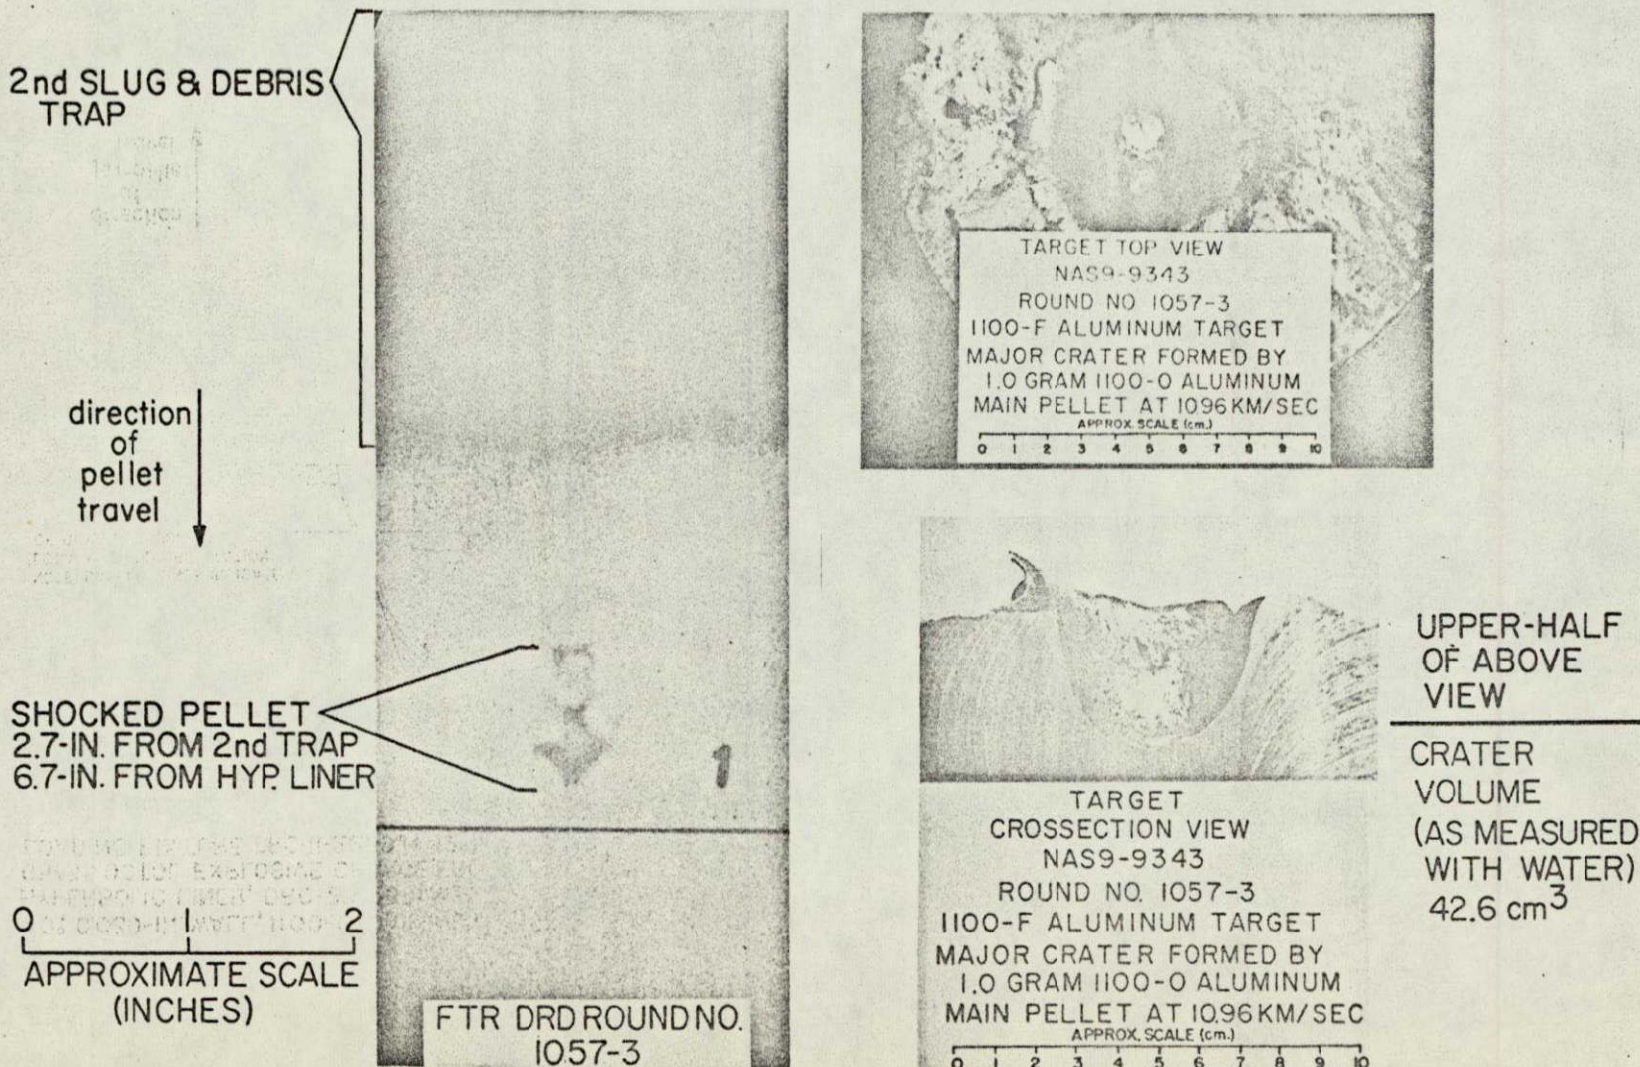 2nd SLUG & DEBRIS
TRAP
direction
of
pellet
travel
SHOCKED PELLET
2.7-IN. FROM 2nd TRAP
6.7-IN. FROM HYP. LINER
0 1 2
APPROXIMATE SCALE
(INCHES)
1
FTR DRD ROUND NO.
1057-3
TARGET TOP VIEW
NAS9-9343
ROUND NO 1057-3
1100-F ALUMINUM TARGET
MAJOR CRATER FORMED BY
1.0 GRAM 1100-O ALUMINUM
MAIN PELLET AT 10.96 KM/SEC
APPROX. SCALE (cm.)
0 1 2 3 4 5 6 7 8 9 10
TARGET
CROSSECTION VIEW
NAS9-9343
ROUND NO. 1057-3
1100-F ALUMINUM TARGET
MAJOR CRATER FORMED BY
1.0 GRAM 1100-O ALUMINUM
MAIN PELLET AT 10.96 KM/SEC
APPROX. SCALE (cm.)
0 1 2 3 4 5 6 7 8 9 10
UPPER-HALF
OF ABOVE
VIEW
CRATER
VOLUME
(AS MEASURED
WITH WATER)
42.6 cm³